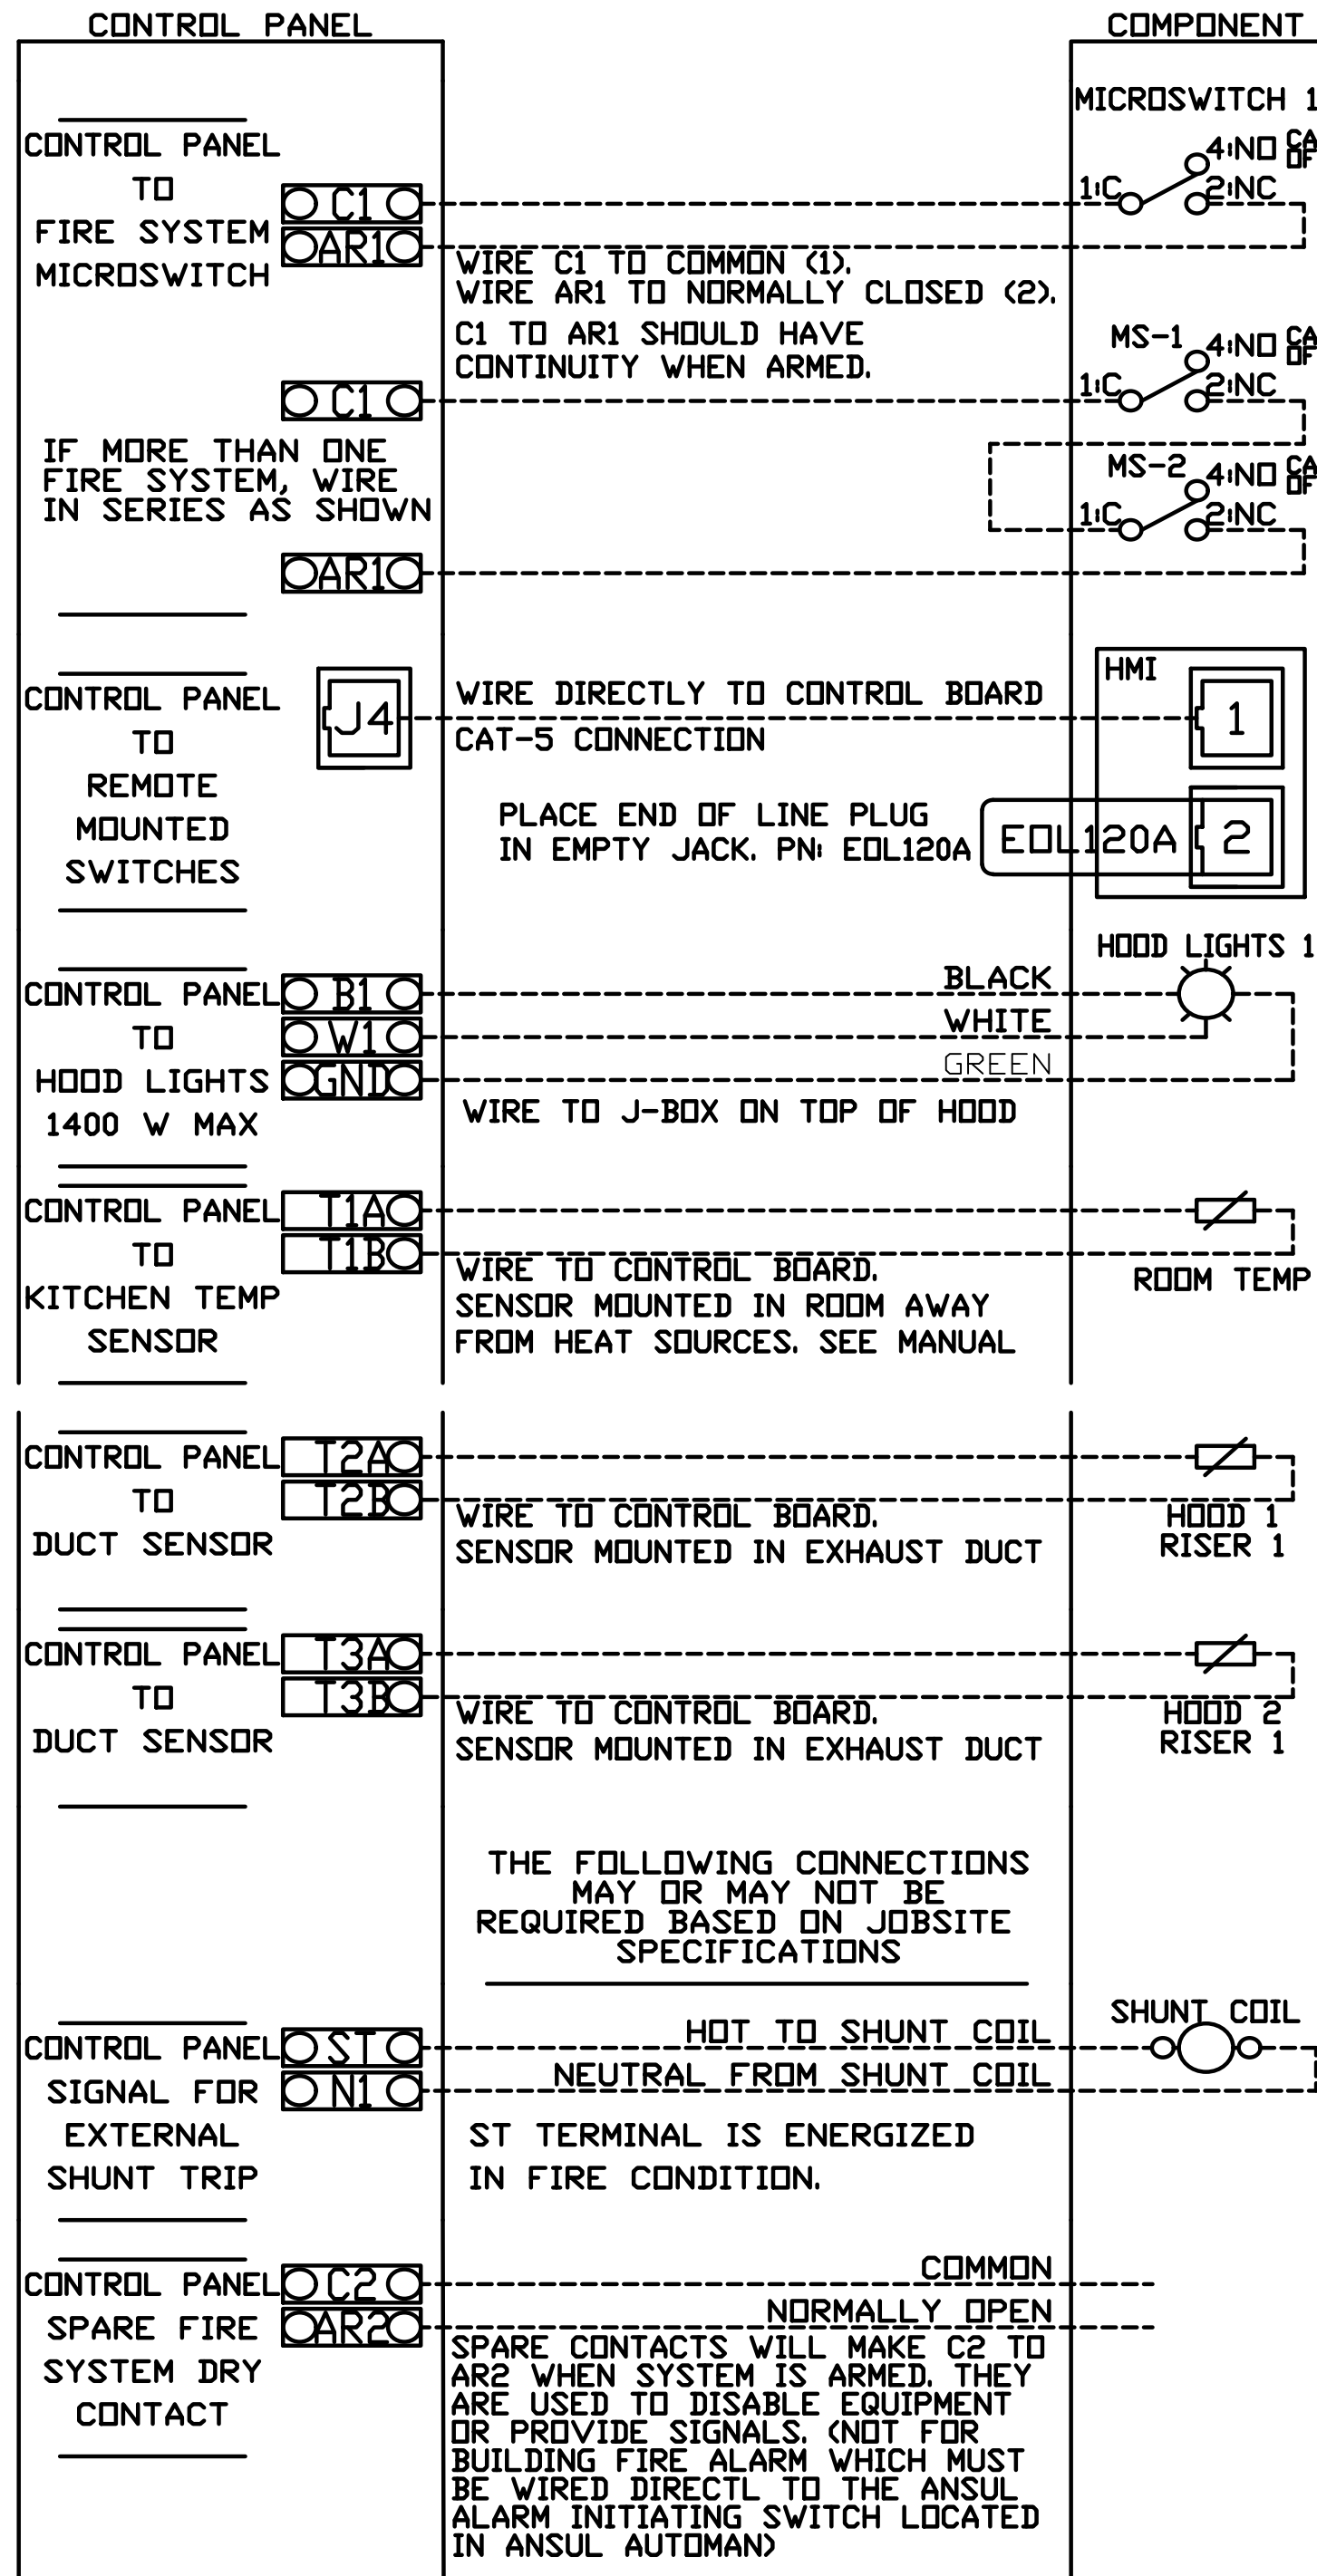 CONTROL PANEL
COMPONENT
MICROSWITCH 1
CONTROL PANEL
TO
FIRE SYSTEM
MICROSWITCH
C1
AR1
1:C
4:NO
2:NC
WIRE C1 TO COMMON (1).
WIRE AR1 TO NORMALLY CLOSED (2).
C1 TO AR1 SHOULD HAVE
CONTINUITY WHEN ARMED.
MS-1
1:C
4:NO
2:NC
C1
IF MORE THAN ONE
FIRE SYSTEM, WIRE
IN SERIES AS SHOWN
MS-2
1:C
4:NO
2:NC
AR1
CONTROL PANEL
TO
REMOTE
MOUNTED
SWITCHES
J4
WIRE DIRECTLY TO CONTROL BOARD
CAT-5 CONNECTION
PLACE END OF LINE PLUG
IN EMPTY JACK. PN: EOL120A
HMI
1
EOL120A
2
HOOD LIGHTS 1
CONTROL PANEL
TO
HOOD LIGHTS
1400 W MAX
B1
W1
GND
BLACK
WHITE
GREEN
WIRE TO J-BOX ON TOP OF HOOD
CONTROL PANEL
TO
KITCHEN TEMP
SENSOR
T1A
T1B
WIRE TO CONTROL BOARD.
SENSOR MOUNTED IN ROOM AWAY
FROM HEAT SOURCES. SEE MANUAL
ROOM TEMP
CONTROL PANEL
TO
DUCT SENSOR
T2A
T2B
WIRE TO CONTROL BOARD.
SENSOR MOUNTED IN EXHAUST DUCT
HOOD 1
RISER 1
CONTROL PANEL
TO
DUCT SENSOR
T3A
T3B
WIRE TO CONTROL BOARD.
SENSOR MOUNTED IN EXHAUST DUCT
HOOD 2
RISER 1
THE FOLLOWING CONNECTIONS
MAY OR MAY NOT BE
REQUIRED BASED ON JOBSITE
SPECIFICATIONS
CONTROL PANEL
SIGNAL FOR
EXTERNAL
SHUNT TRIP
ST
N1
HOT TO SHUNT COIL
NEUTRAL FROM SHUNT COIL
ST TERMINAL IS ENERGIZED
IN FIRE CONDITION.
SHUNT COIL
CONTROL PANEL
SPARE FIRE
SYSTEM DRY
CONTACT
C2
AR2
COMMON
NORMALLY OPEN
SPARE CONTACTS WILL MAKE C2 TO
AR2 WHEN SYSTEM IS ARMED. THEY
ARE USED TO DISABLE EQUIPMENT
OR PROVIDE SIGNALS. (NOT FOR
BUILDING FIRE ALARM WHICH MUST
BE WIRED DIRECTL TO THE ANSUL
ALARM INITIATING SWITCH LOCATED
IN ANSUL AUTOMAN)